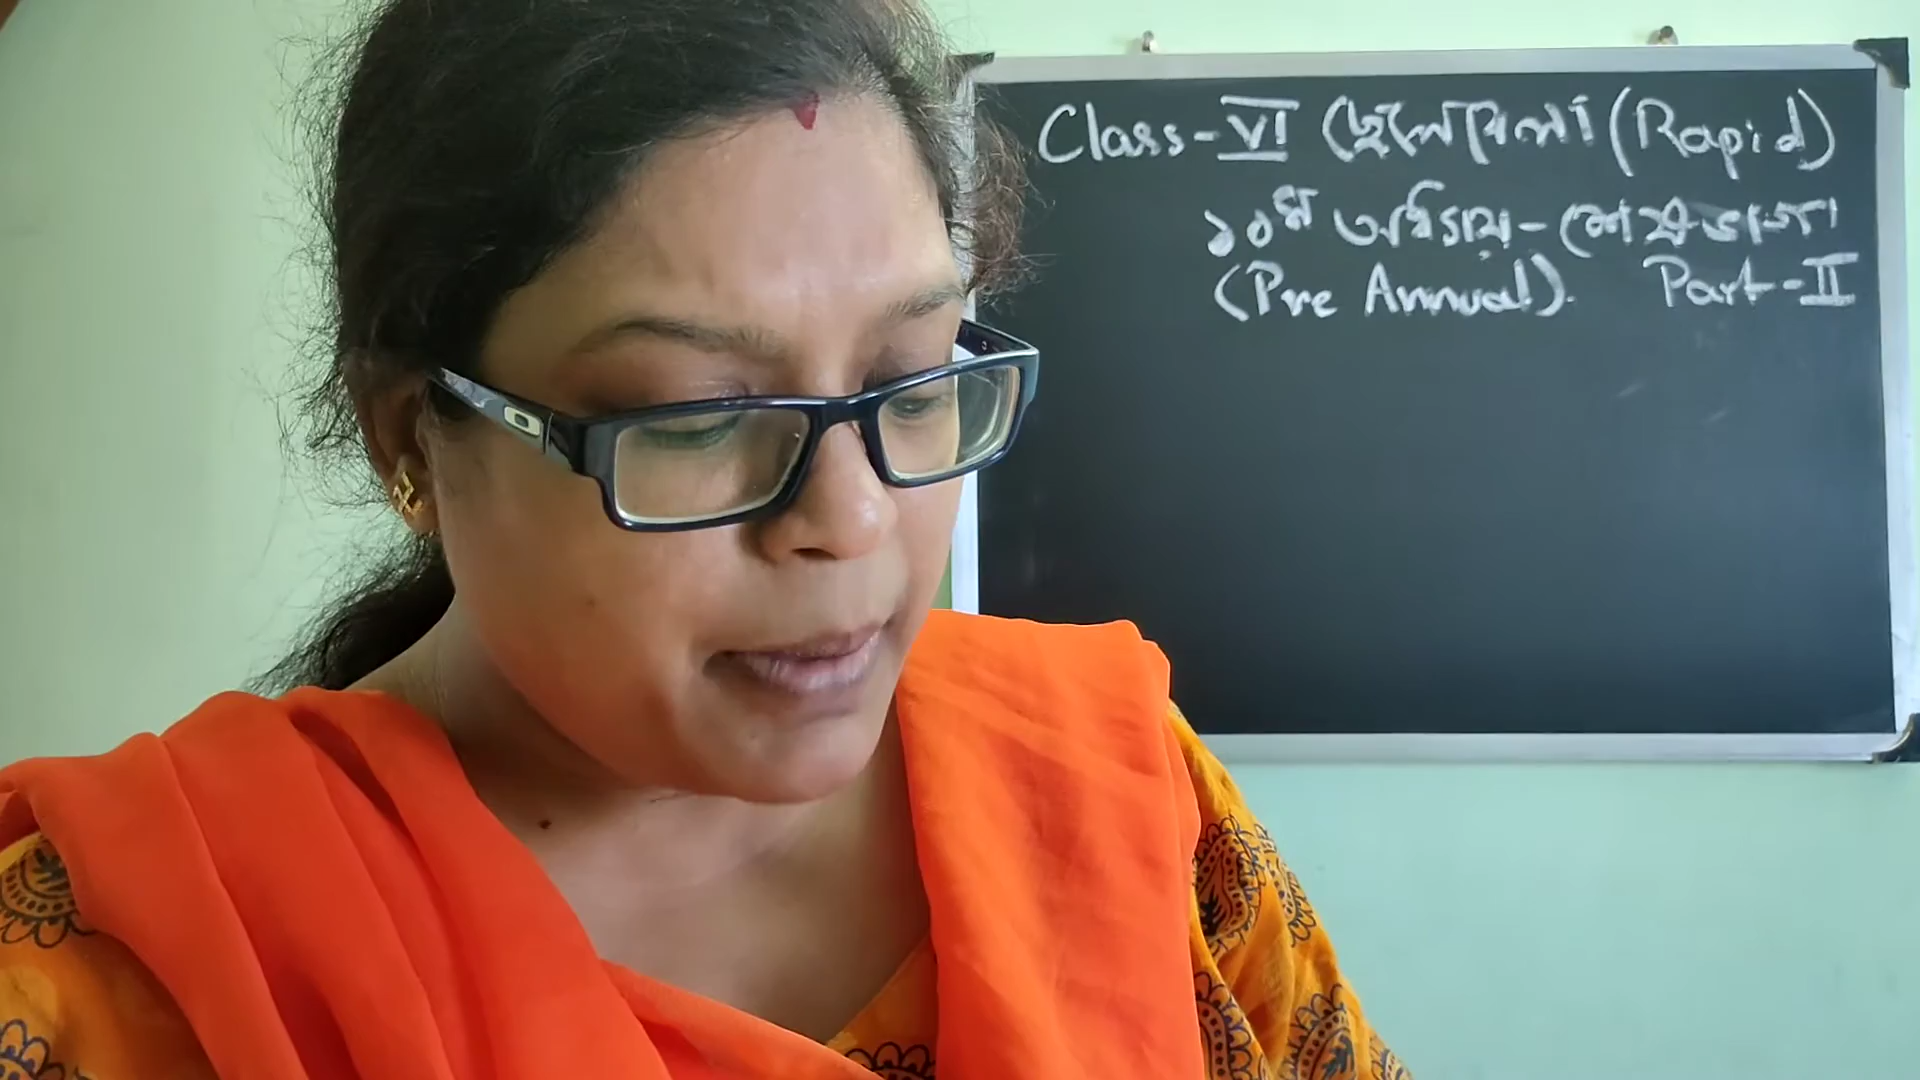 Class-VI ছেলেবেলা (Rapid)
১০ম অধ্যায়-
(Pre Annual). Part-II